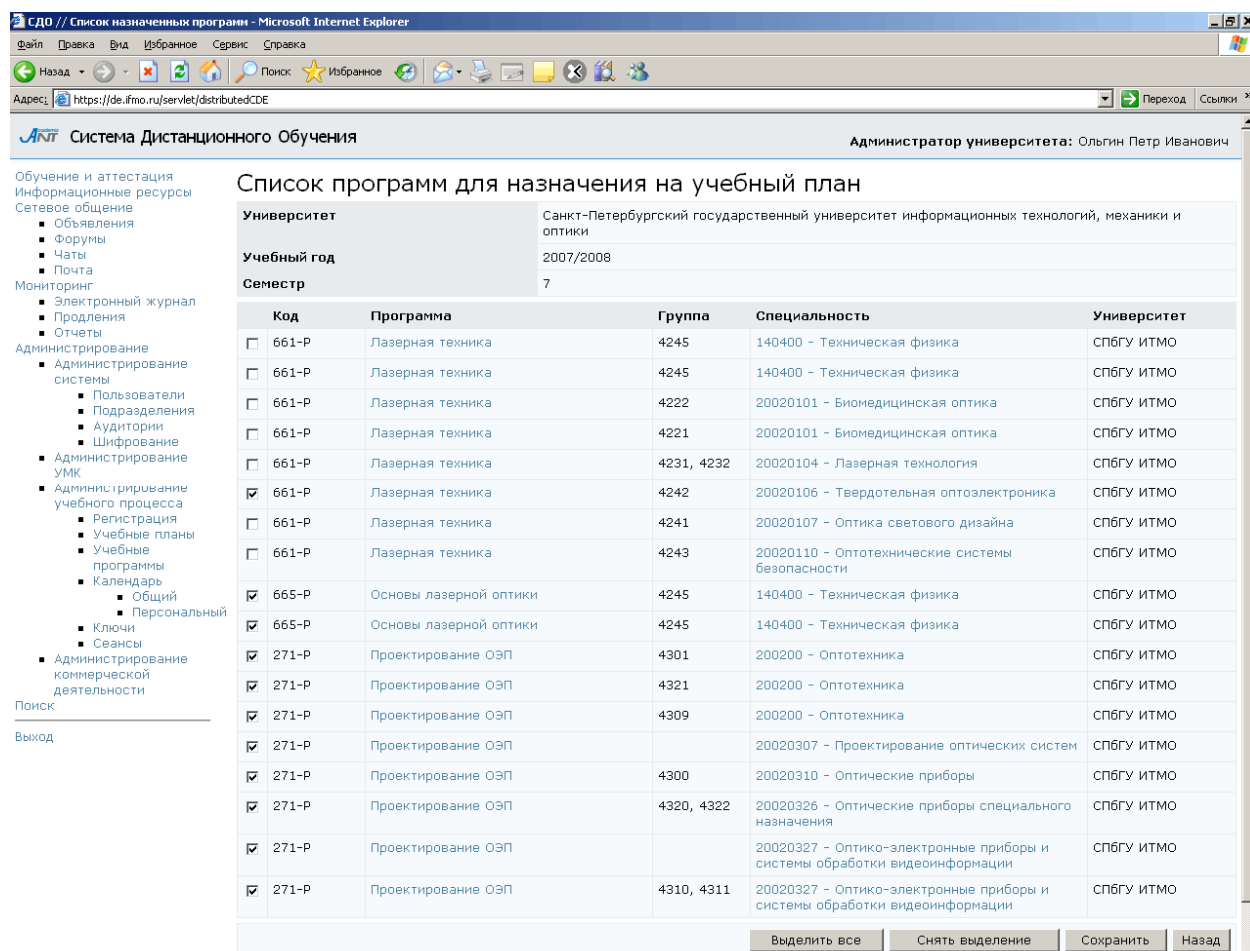 СДО // Список назначенных программ - Microsoft Internet Explorer
Файл Правка Вид Избранное Сервис Справка
Назад Поиск Избранное
Адрес: https://de.ifmo.ru/servlet/distributedCDE Переход Ссылки »
Academic ANT Система Дистанционного Обучения
Администратор университета: Ольгин Петр Иванович
Обучение и аттестация
Информационные ресурсы
Сетевое общение
Объявления
Форумы
Чаты
Почта
Мониторинг
Электронный журнал
Продления
Отчеты
Администрирование
Администрирование
системы
Пользователи
Подразделения
Аудитории
Шифрование
Администрирование
УМК
Администрирование
учебного процесса
Регистрация
Учебные планы
Учебные
программы
Календарь
Общий
Персональный
Ключи
Сеансы
Администрирование
коммерческой
деятельности
Поиск
Выход
Список программ для назначения на учебный план
Университет Санкт-Петербургский государственный университет информационных технологий, механики и
оптики
Учебный год 2007/2008
Семестр 7
Код Программа Группа Специальность Университет
661-Р Лазерная техника 4245 140400 - Техническая физика СПбГУ ИТМО
661-Р Лазерная техника 4245 140400 - Техническая физика СПбГУ ИТМО
661-Р Лазерная техника 4222 20020101 - Биомедицинская оптика СПбГУ ИТМО
661-Р Лазерная техника 4221 20020101 - Биомедицинская оптика СПбГУ ИТМО
661-Р Лазерная техника 4231, 4232 20020104 - Лазерная технология СПбГУ ИТМО
661-Р Лазерная техника 4242 20020106 - Твердотельная оптоэлектроника СПбГУ ИТМО
661-Р Лазерная техника 4241 20020107 - Оптика светового дизайна СПбГУ ИТМО
661-Р Лазерная техника 4243 20020110 - Оптотехнические системы СПбГУ ИТМО
безопасности
665-Р Основы лазерной оптики 4245 140400 - Техническая физика СПбГУ ИТМО
665-Р Основы лазерной оптики 4245 140400 - Техническая физика СПбГУ ИТМО
271-Р Проектирование ОЭП 4301 200200 - Оптотехника СПбГУ ИТМО
271-Р Проектирование ОЭП 4321 200200 - Оптотехника СПбГУ ИТМО
271-Р Проектирование ОЭП 4309 200200 - Оптотехника СПбГУ ИТМО
271-Р Проектирование ОЭП 20020307 - Проектирование оптических систем СПбГУ ИТМО
271-Р Проектирование ОЭП 4300 20020310 - Оптические приборы СПбГУ ИТМО
271-Р Проектирование ОЭП 4320, 4322 20020326 - Оптические приборы специального СПбГУ ИТМО
назначения
271-Р Проектирование ОЭП 20020327 - Оптико-электронные приборы и СПбГУ ИТМО
системы обработки видеоинформации
271-Р Проектирование ОЭП 4310, 4311 20020327 - Оптико-электронные приборы и СПбГУ ИТМО
системы обработки видеоинформации
Выделить все Снять выделение Сохранить Назад